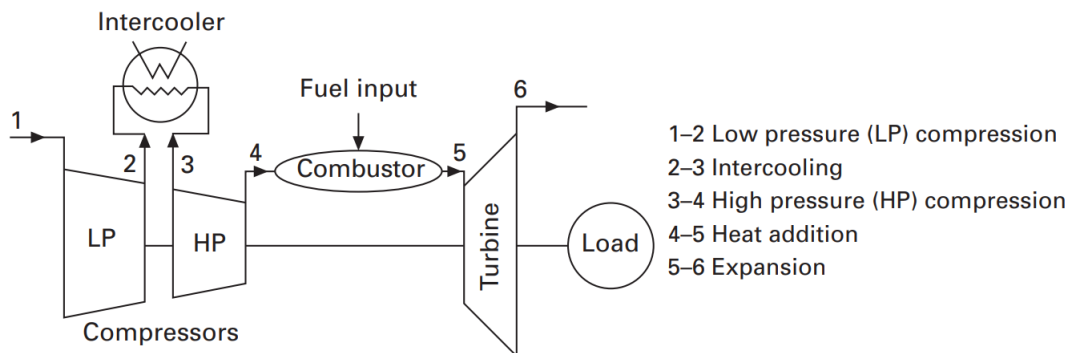 Intercooler
Fuel input
1
2
3
4
Combustor
5
6
LP
HP
Turbine
Load
Compressors
1–2 Low pressure (LP) compression
2–3 Intercooling
3–4 High pressure (HP) compression
4–5 Heat addition
5–6 Expansion